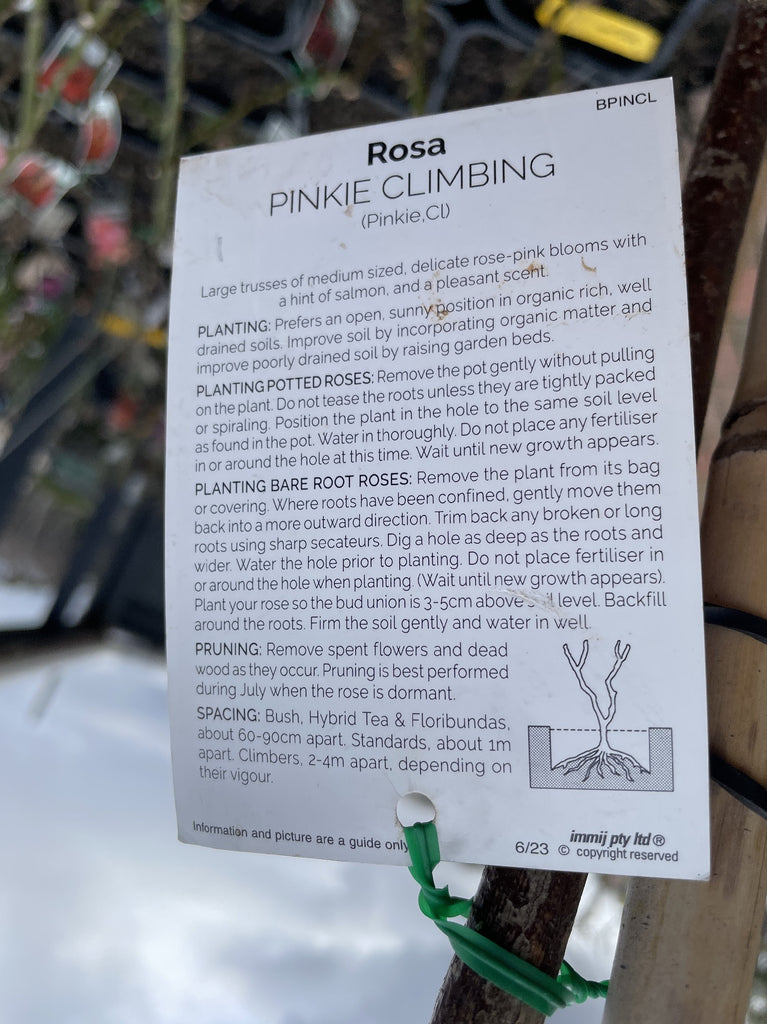 BPINCL
Rosa
PINKIE CLIMBING
(Pinkie,Cl)
Large trusses of medium sized, delicate rose-pink blooms with
a hint of salmon, and a pleasant scent.
PLANTING: Prefers an open, sunny position in organic rich, well
drained soils. Improve soil by incorporating organic matter and
improve poorly drained soil by raising garden beds.
PLANTING POTTED ROSES: Remove the pot gently without pulling
on the plant. Do not tease the roots unless they are tightly packed
or spiraling. Position the plant in the hole to the same soil level
as found in the pot. Water in thoroughly. Do not place any fertiliser
in or around the hole at this time. Wait until new growth appears.
PLANTING BARE ROOT ROSES: Remove the plant from its bag
or covering. Where roots have been confined, gently move them
back into a more outward direction. Trim back any broken or long
roots using sharp secateurs. Dig a hole as deep as the roots and
wider. Water the hole prior to planting. Do not place fertiliser in
or around the hole when planting. (Wait until new growth appears).
Plant your rose so the bud union is 3-5cm above soil level. Backfill
around the roots. Firm the soil gently and water in well.
PRUNING: Remove spent flowers and dead
wood as they occur. Pruning is best performed
during July when the rose is dormant.
SPACING: Bush, Hybrid Tea & Floribundas,
about 60-90cm apart. Standards, about 1m
apart. Climbers, 2-4m apart, depending on
their vigour.
Information and picture are a guide only
6/23 © immij pty ltd ®
copyright reserved